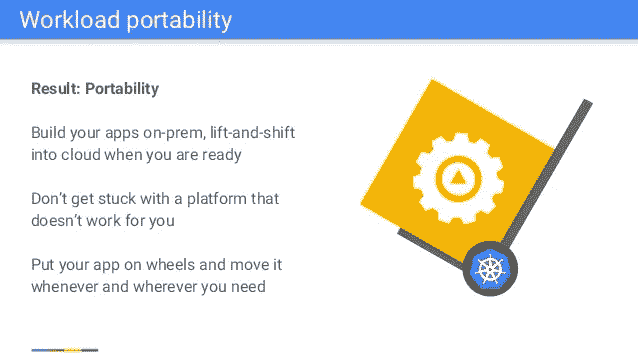 Workload portability
Result: Portability
Build your apps on-prem, lift-and-shift
into cloud when you are ready
Don't get stuck with a platform that
doesn't work for you
Put your app on wheels and move it
whenever and wherever you need